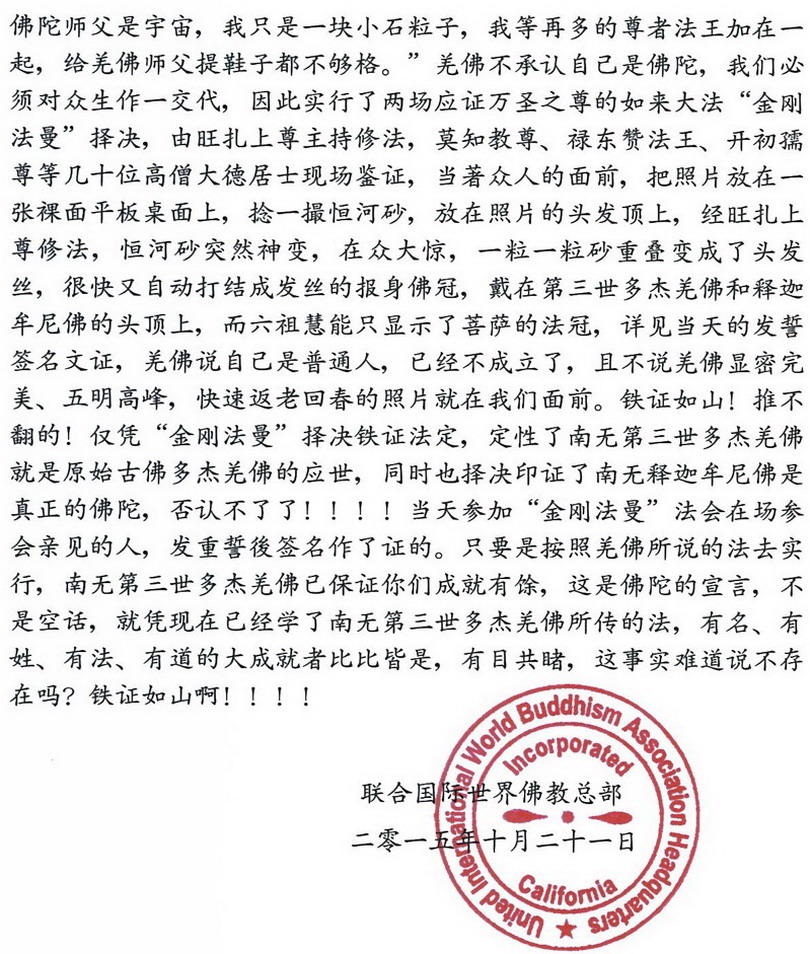 佛陀师父是宇宙，我只是一块小石粒子，我等再多的尊者法王加在一
起，给羌佛师父提鞋子都不够格。”羌佛不承认自己是佛陀，我们必
须对众生作一交代，因此实行了两场应证万圣之尊的如来大法“金刚
法曼”择决，由旺扎上尊主持修法，莫知教尊、禄东赞法王、开初孺
尊等几十位高僧大德居士现场鉴证，当著众人的面前，把照片放在一
张裸面平板桌面上，捻一撮恒河砂，放在照片的头发顶上，经旺扎上
尊修法，恒河砂突然神变，在众大惊，一粒一粒砂重叠变成了头发
丝，很快又自动打结成发丝的报身佛冠，戴在第三世多杰羌佛和释迦
牟尼佛的头顶上，而六祖慧能只显示了菩萨的法冠，详见当天的发誓
签名文证，羌佛说自己是普通人，已经不成立了，且不说羌佛显密完
美、五明高峰，快速返老回春的照片就在我们面前。铁证如山！推不
翻的！仅凭“金刚法曼”择决铁证法定，定性了南无第三世多杰羌佛
就是原始古佛多杰羌佛的应世，同时也择决印证了南无释迦牟尼佛是
真正的佛陀，否认不了了！！！！当天参加“金刚法曼”法会在场参
会亲见的人，发重誓後签名作了证的。只要是按照羌佛所说的法去实
行，南无第三世多杰羌佛已保证你们成就有馀，这是佛陀的宣言，不
是空话，就凭现在已经学了南无第三世多杰羌佛所传的法，有名、有
姓、有法、有道的大成就者比比皆是，有目共睹，这事实难道说不存
在吗？铁证如山啊！！！！
联合国际世界佛教总部
二零一五年十月二十一日
United International World Buddhism Association Headquarters
Incorporated
California